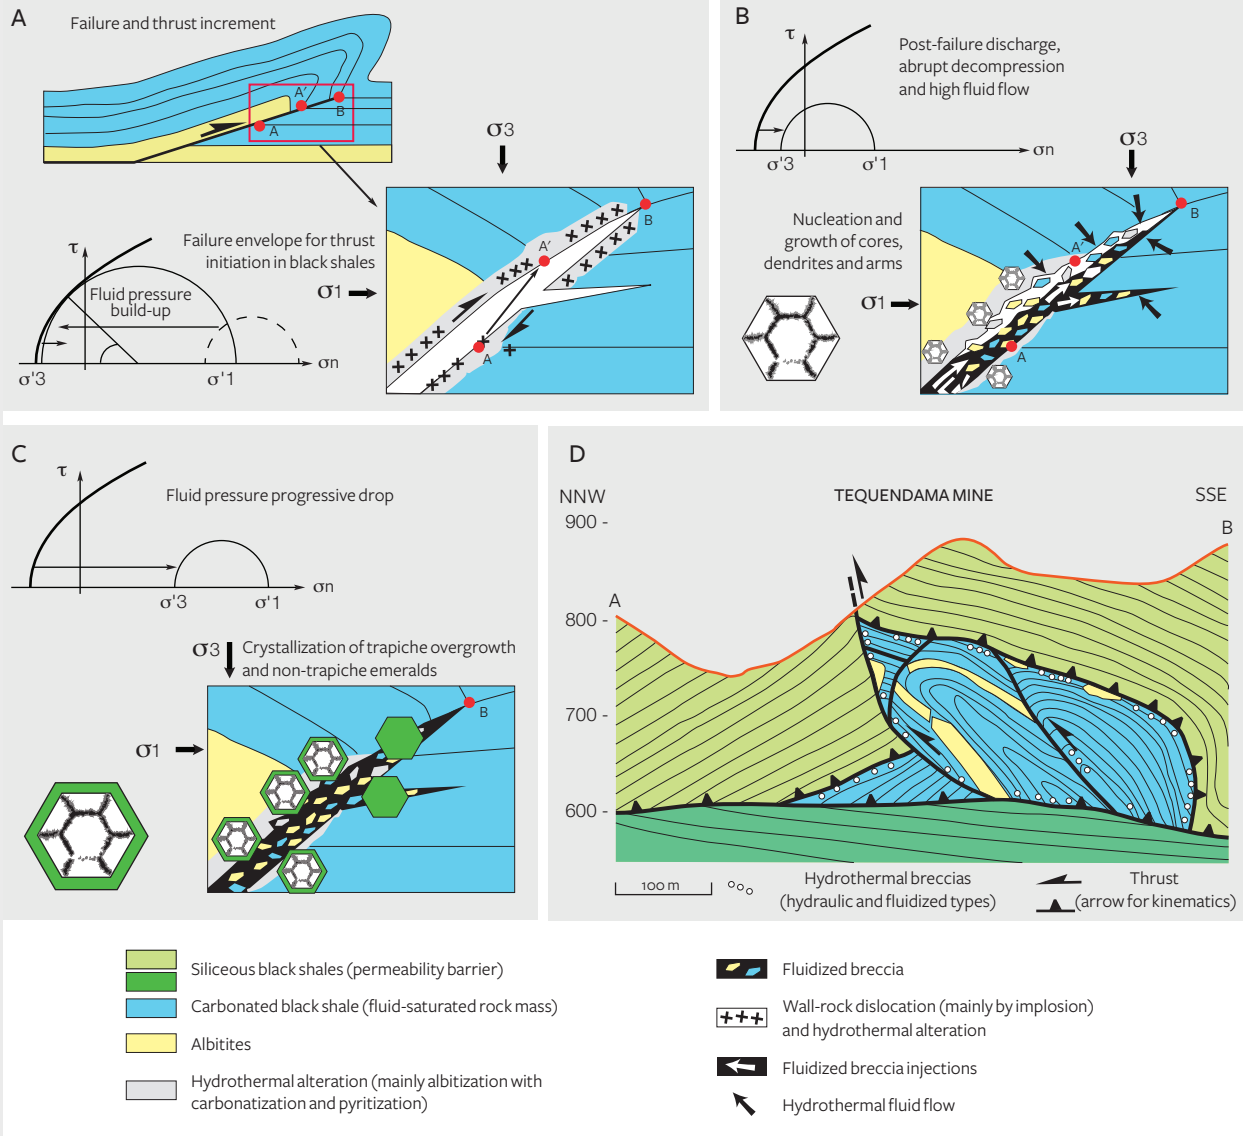 A
Failure and thrust increment
A'
B
A
σ3
Failure envelope for thrust
initiation in black shales
τ
Fluid pressure
build-up
σ1
σn
σ'3
σ'1
A'
B
A
B
τ
Post-failure discharge,
abrupt decompression
and high fluid flow
σn
σ'3
σ'1
σ3
Nucleation and
growth of cores,
dendrites and arms
σ1
A'
B
A
C
τ
Fluid pressure progressive drop
σn
σ'3
σ'1
σ3
Crystallization of trapiche overgrowth
and non-trapiche emeralds
σ1
B
D
NNW
TEQUENDAMA MINE
SSE
900 -
B
A
800 -
700 -
600 -
100 m
Hydrothermal breccias
(hydraulic and fluidized types)
Thrust
(arrow for kinematics)
Siliceous black shales (permeability barrier)
Carbonated black shale (fluid-saturated rock mass)
Albitites
Hydrothermal alteration (mainly albitization with
carbonatization and pyritization)
Fluidized breccia
Wall-rock dislocation (mainly by implosion)
and hydrothermal alteration
Fluidized breccia injections
Hydrothermal fluid flow